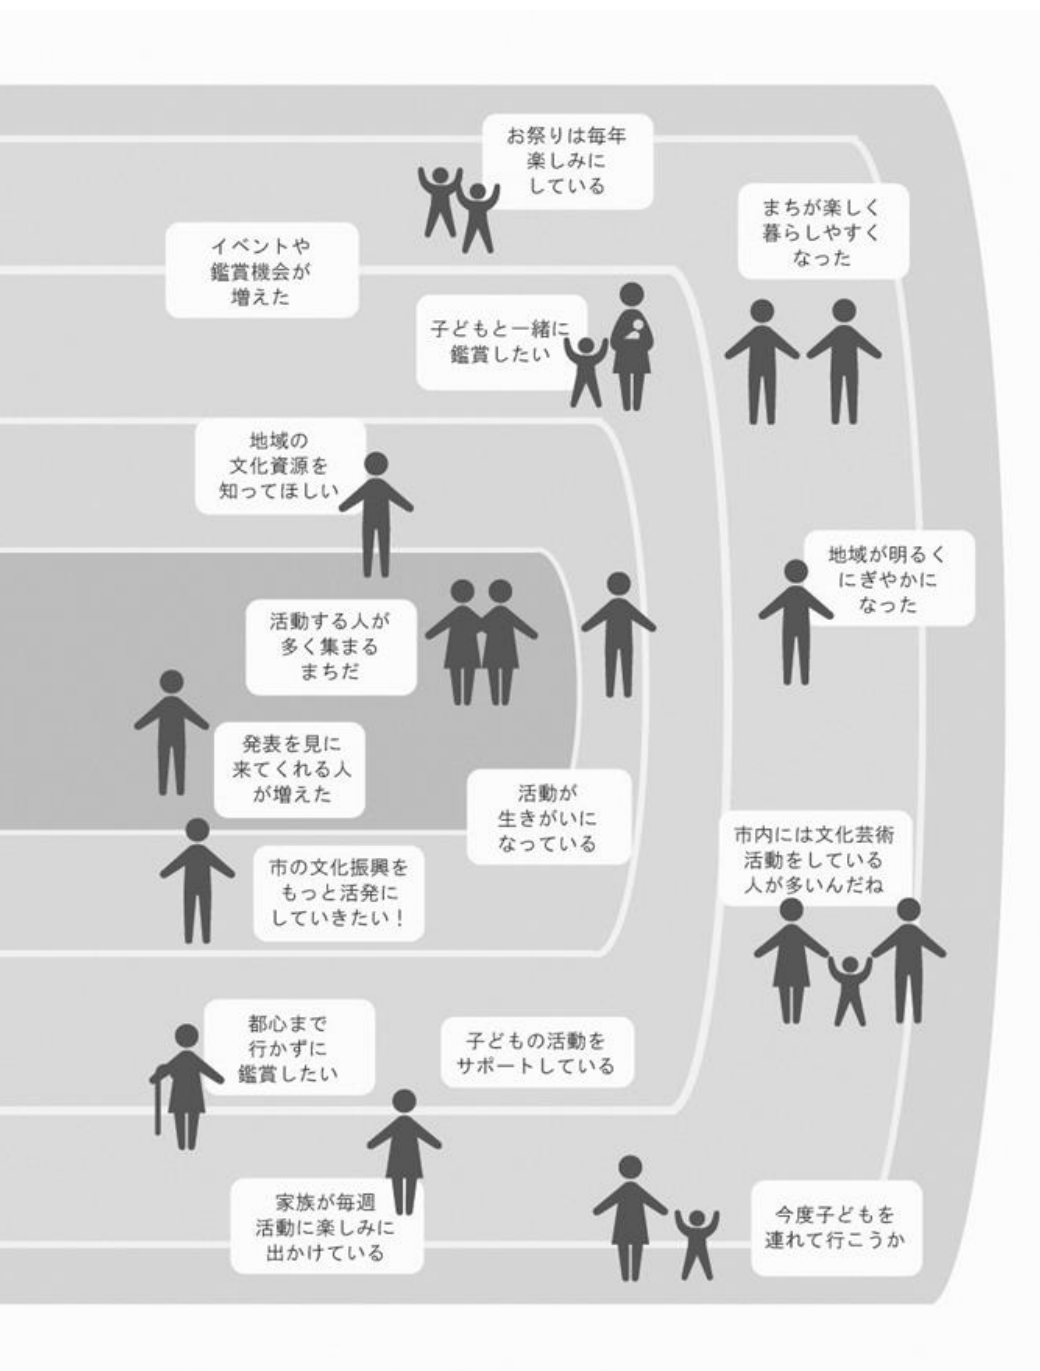 お祭りは毎年
楽しみに
している
まちが楽しく
暮らしやすく
なった
イベントや
鑑賞機会が
増えた
子どもと一緒に
鑑賞したい
地域の
文化資源を
知ってほしい
地域が明るく
にぎやかに
なった
活動する人が
多く集まる
まちだ
発表を見に
来てくれる人
が増えた
活動が
生きがいに
なっている
市内には文化芸術
活動をしている
人が多いんだね
市の文化振興を
もっと活発に
していきたい！
都心まで
行かずに
鑑賞したい
子どもの活動を
サポートしている
家族が毎週
活動に楽しみに
出かけている
今度子どもを
連れて行こうか